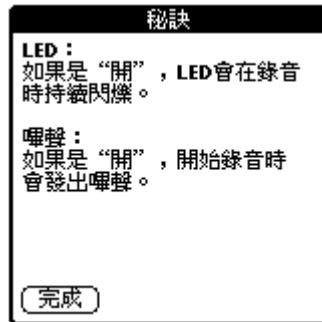 秘訣
LED：
如果是“開”，LED會在錄音
時持續閃爍。
嗶聲：
如果是“開”，開始錄音時
會發出嗶聲。
完成